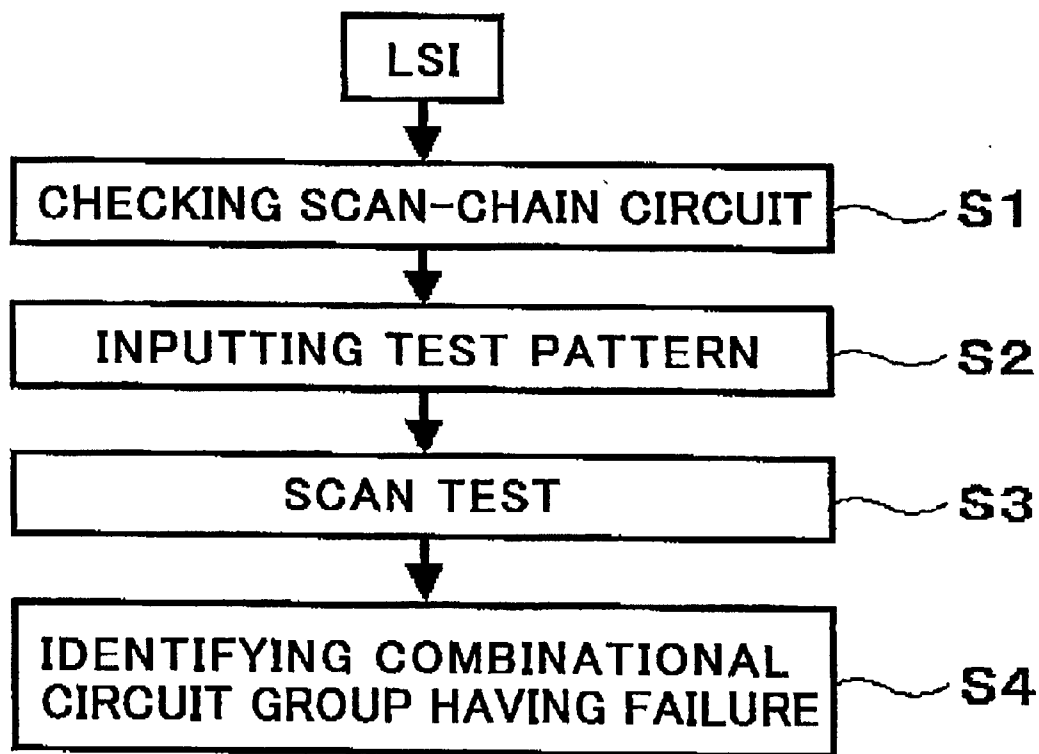 LSI
CHECKING SCAN-CHAIN CIRCUIT S1
INPUTTING TEST PATTERN S2
SCAN TEST S3
IDENTIFYING COMBINATIONAL
CIRCUIT GROUP HAVING FAILURE S4